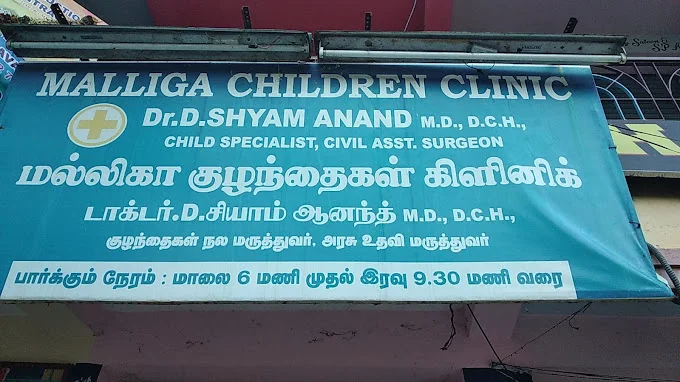 MALLIGA CHILDREN CLINIC
Dr.D.SHYAM ANAND M.D., D.C.H.,
CHILD SPECIALIST, CIVIL ASST. SURGEON
மல்லிகா குழந்தைகள் கிளினிக்
டாக்டர்.D.சியாம் ஆனந்த் M.D., D.C.H.,
குழந்தைகள் நல மருத்துவர், அரசு உதவி மருத்துவர்
பார்க்கும் நேரம் : மாலை 6 மணி முதல் இரவு 9.30 மணி வரை